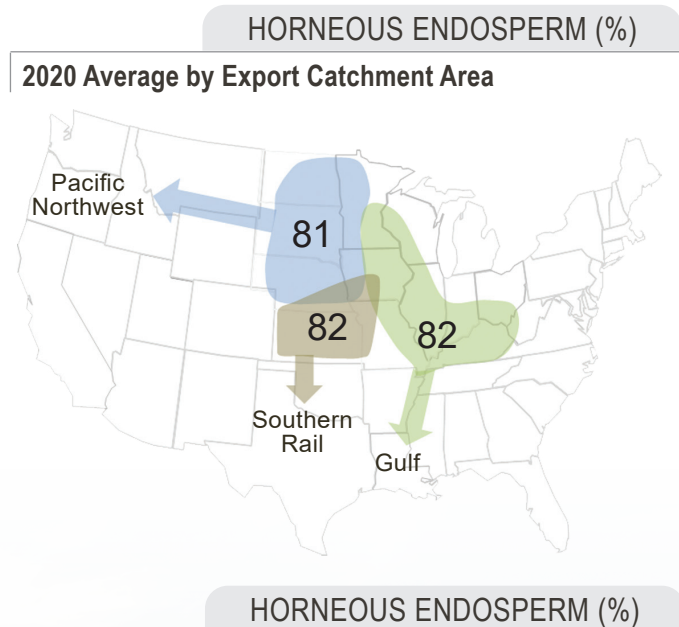 HORNEOUS ENDOSPERM (%)
2020 Average by Export Catchment Area
Pacific
Northwest
81
82
82
Southern
Rail
Gulf
HORNEOUS ENDOSPERM (%)